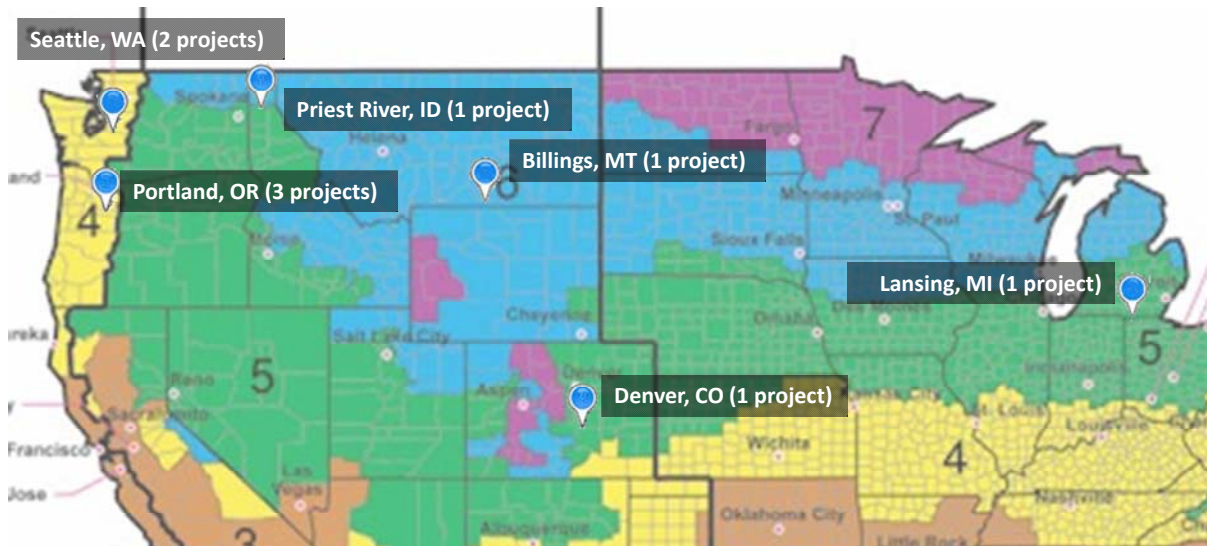 Seattle, WA (2 projects)
Spokane
Priest River, ID (1 project)
Helena
Fargo
7
Billings, MT (1 project)
6
Portland, OR (3 projects)
4
Minneapolis
St. Paul
Boise
Sioux Falls
Milwaukee
Lansing, MI (1 project)
Cheyenne
Omaha
Des Moines
Salt Lake City
5
5
Reno
Aspen
Denver
Indianapolis
Denver, CO (1 project)
Kansas City
St. Louis
Sacramento
Francisco
Wichita
4
Louisville
Jose
Las
Vegas
Nashville
Albuquerque
Oklahoma City
3
Little Rock